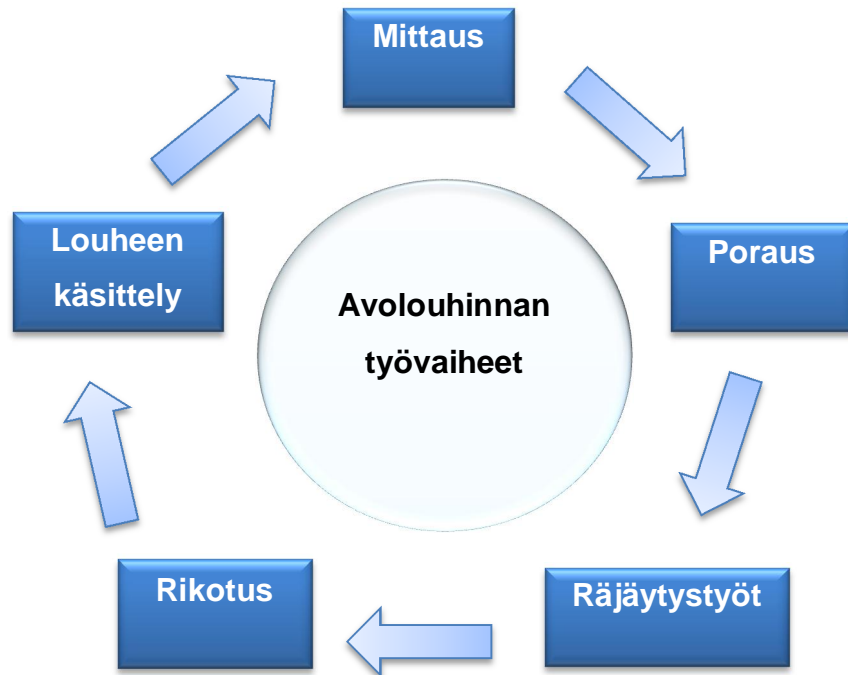 Mittaus
Poraus
Räjäytystyöt
Rikotus
Louheen
käsittely
Avolouhinnan
työvaiheet